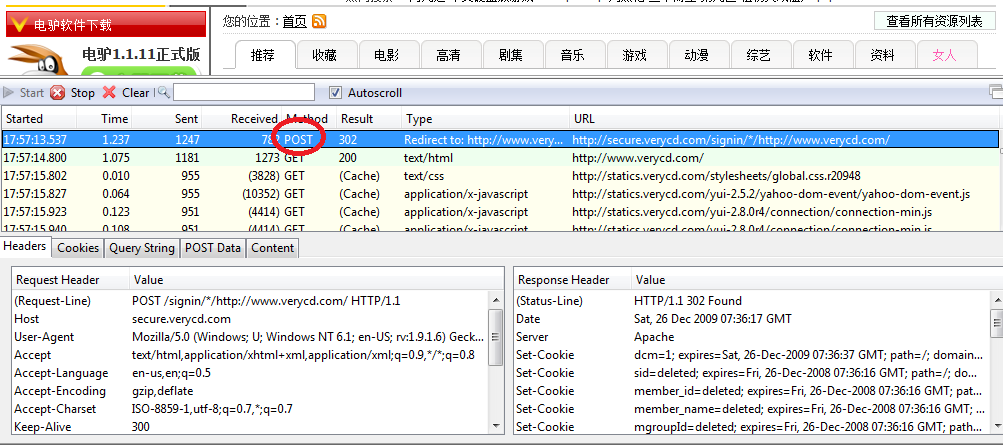 电驴软件下载
您的位置：首页
查看所有资源列表
电驴1.1.11正式版
推荐 收藏 电影 高清 剧集 音乐 游戏 动漫 综艺 软件 资料 女人
Start Stop Clear Autoscroll
Started Time Sent Received Method Result Type URL
17:57:13.537 1.237 1247 782 POST 302 Redirect to: http://www.very... http://secure.verycd.com/signin/*/http://www.verycd.com/
17:57:14.800 1.075 1181 1273 GET 200 text/html http://www.verycd.com/
17:57:15.802 0.010 955 (3828) GET (Cache) text/css http://statics.verycd.com/stylesheets/global.css.r20948
17:57:15.827 0.064 955 (10352) GET (Cache) application/x-javascript http://statics.verycd.com/yui-2.5.2/yahoo-dom-event/yahoo-dom-event.js
17:57:15.923 0.123 951 (4414) GET (Cache) application/x-javascript http://statics.verycd.com/yui-2.8.0r4/connection/connection-min.js
17:57:15.940 0.108 951 (4414) GET (Cache) application/x-javascript http://statics.verycd.com/yui-2.8.0r4/connection/connection-min.js
Headers Cookies Query String POST Data Content
Request Header Value
(Request-Line) POST /signin/*/http://www.verycd.com/ HTTP/1.1
Host secure.verycd.com
User-Agent Mozilla/5.0 (Windows; U; Windows NT 6.1; en-US; rv:1.9.1.6) Geck...
Accept text/html,application/xhtml+xml,application/xml;q=0.9,*/*;q=0.8
Accept-Language en-us,en;q=0.5
Accept-Encoding gzip,deflate
Accept-Charset ISO-8859-1,utf-8;q=0.7,*;q=0.7
Keep-Alive 300
Response Header Value
(Status-Line) HTTP/1.1 302 Found
Date Sat, 26 Dec 2009 07:36:17 GMT
Server Apache
Set-Cookie dcm=1; expires=Sat, 26-Dec-2009 07:36:37 GMT; path=/; domain...
Set-Cookie sid=deleted; expires=Fri, 26-Dec-2008 07:36:16 GMT; path=/; d...
Set-Cookie member_id=deleted; expires=Fri, 26-Dec-2008 07:36:16 GMT; pat...
Set-Cookie member_name=deleted; expires=Fri, 26-Dec-2008 07:36:16 GMT;...
Set-Cookie mgroupId=deleted; expires=Fri, 26-Dec-2008 07:36:16 GMT; path...